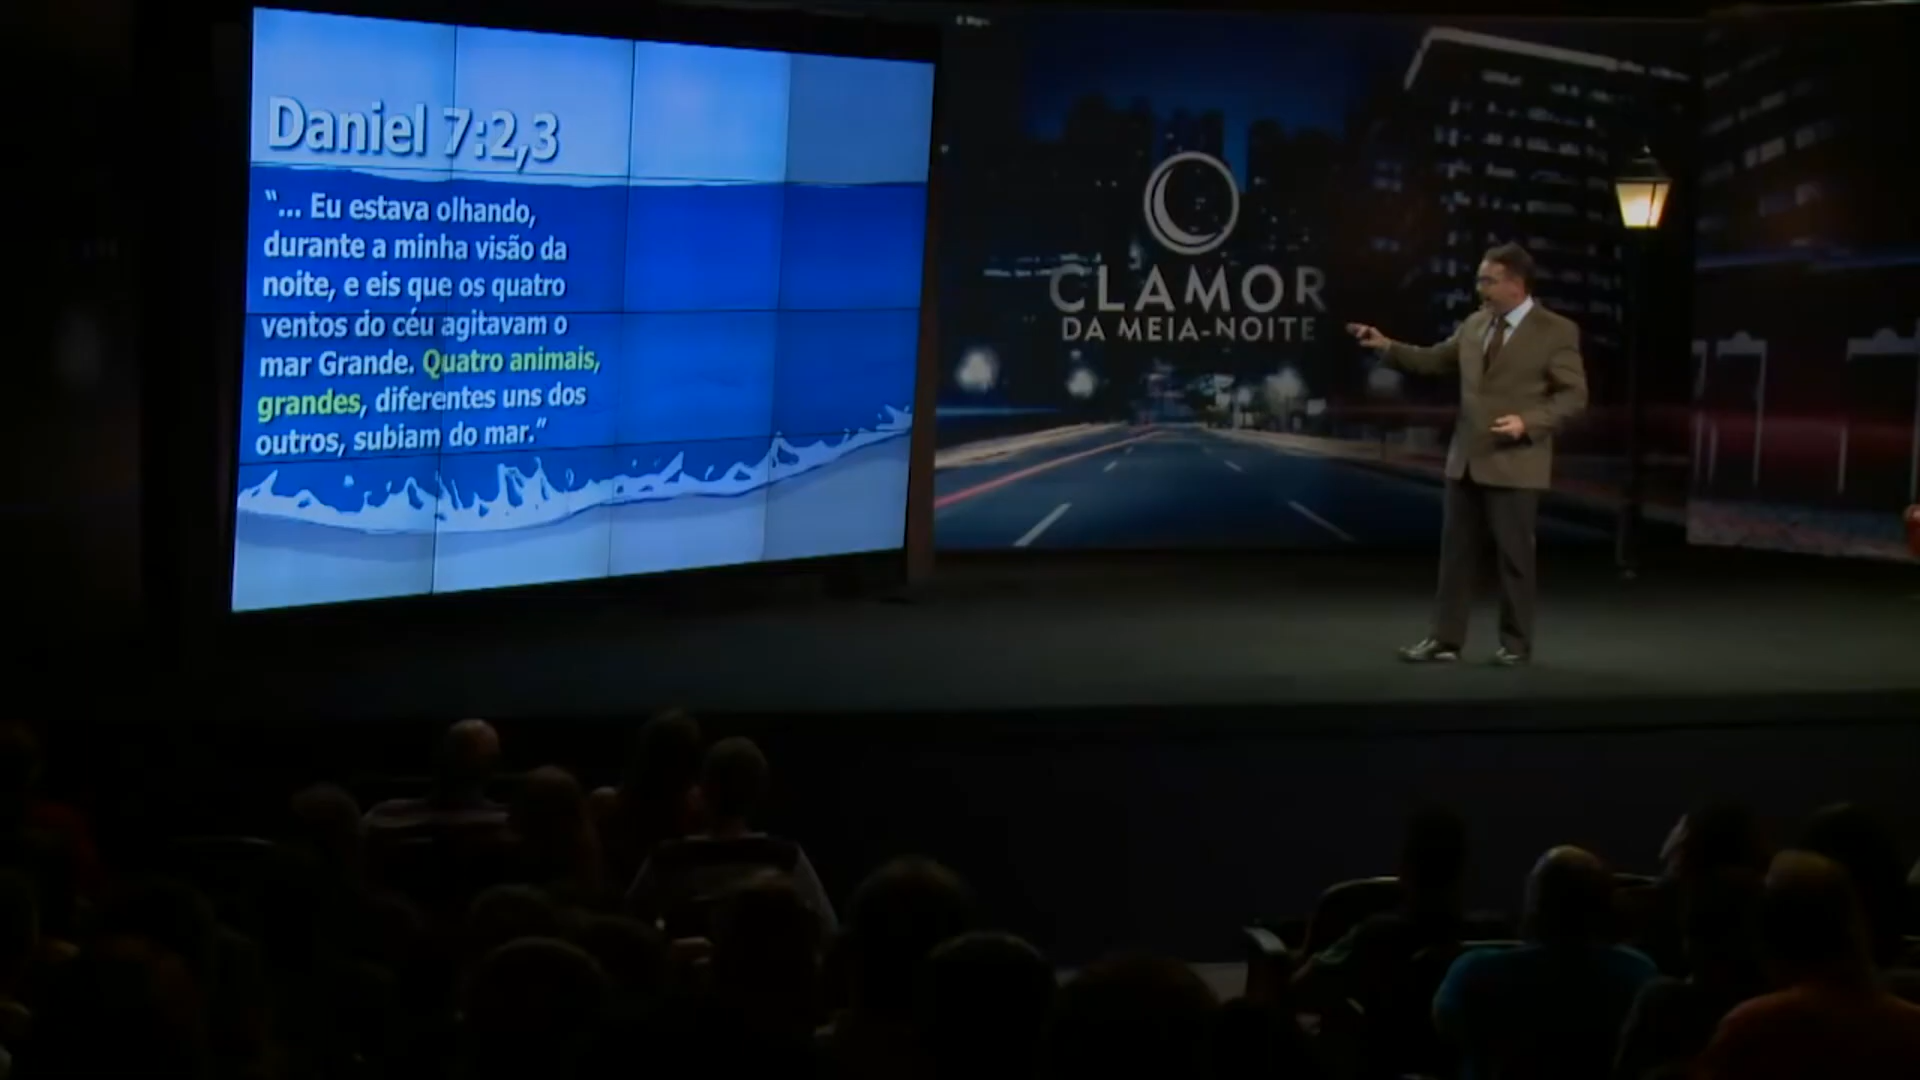 Daniel 7:2,3
“... Eu estava olhando,
durante a minha visão da
noite, e eis que os quatro
ventos do céu agitavam o
mar Grande. Quatro animais,
grandes, diferentes uns dos
outros, subiam do mar.”
CLAMOR
DA MEIA-NOITE